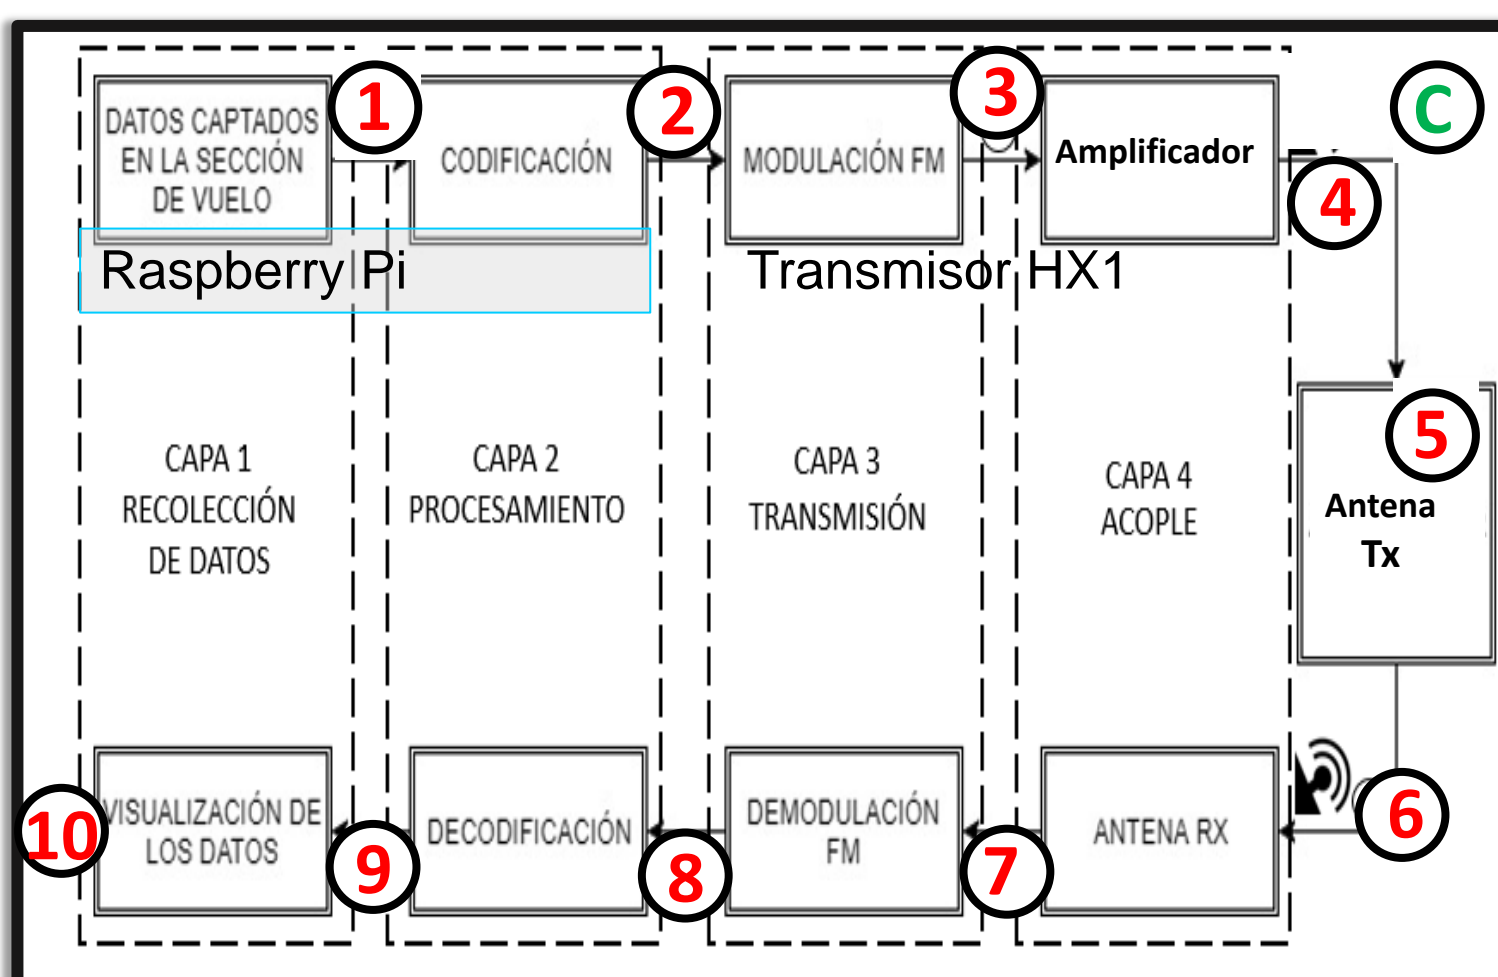 1
2
3
C
DATOS CAPTADOS
EN LA SECCIÓN
DE VUELO
CODIFICACIÓN
MODULACIÓN FM
Amplificador
4
Raspberry Pi
Transmisor HX1
5
CAPA 1
RECOLECCIÓN
DE DATOS
CAPA 2
PROCESAMIENTO
CAPA 3
TRANSMISIÓN
CAPA 4
ACOPLE
Antena
Tx
6
10
VISUALIZACIÓN DE
LOS DATOS
9
DECODIFICACIÓN
8
DEMODULACIÓN
FM
7
ANTENA RX